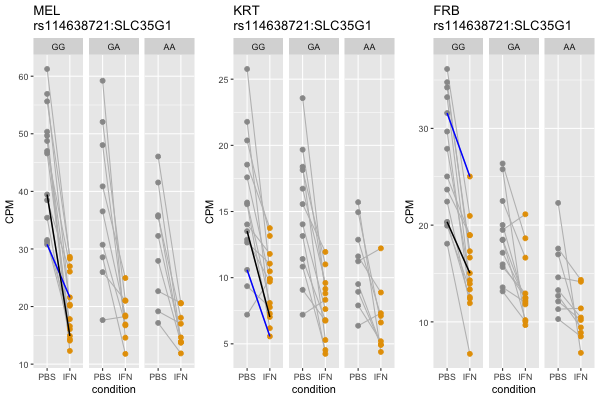 MEL
rs114638721:SLC35G1
GG GA AA
60
50
40
30
20
10
CPM
PBS IFN PBS IFN PBS IFN
condition
KRT
rs114638721:SLC35G1
GG GA AA
25
20
15
10
5
CPM
PBS IFN PBS IFN PBS IFN
condition
FRB
rs114638721:SLC35G1
GG GA AA
30
20
10
CPM
PBS IFN PBS IFN PBS IFN
condition